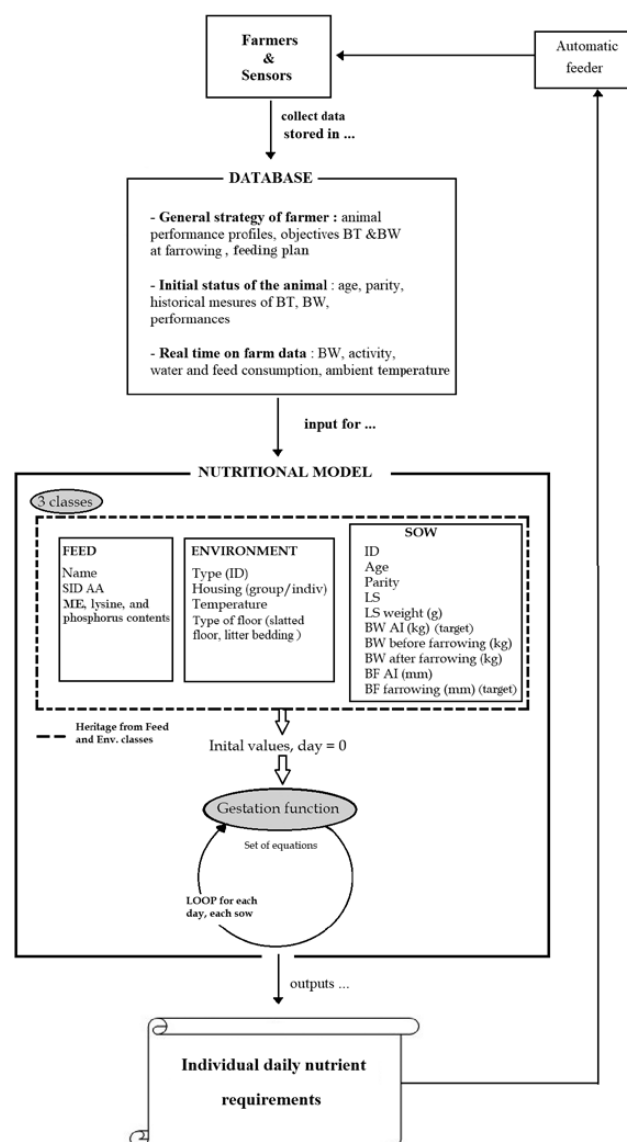 Farmers
&
Sensors
Automatic
feeder
collect data
stored in ...
DATABASE
- General strategy of farmer : animal
performance profiles, objectives BT &BW
at farrowing , feeding plan
- Initial status of the animal : age, parity,
historical mesures of BT, BW,
performances
- Real time on farm data : BW, activity,
water and feed consumption, ambient temperature
input for ...
NUTRITIONAL MODEL
3 classes
FEED
Name
SID AA
ME, lysine, and
phosphorus contents
ENVIRONMENT
Type (ID)
Housing (group/indiv)
Temperature
Type of floor (slatted
floor, litter bedding )
SOW
ID
Age
Parity
LS
LS weight (g)
BW AI (kg) (target)
BW before farrowing (kg)
BW after farrowing (kg)
BF AI (mm)
BF farrowing (mm) (target)
Heritage from Feed
and Env. classes
Inital values, day = 0
Gestation function
Set of equations
LOOP for each
day, each sow
outputs ...
Individual daily nutrient
requirements